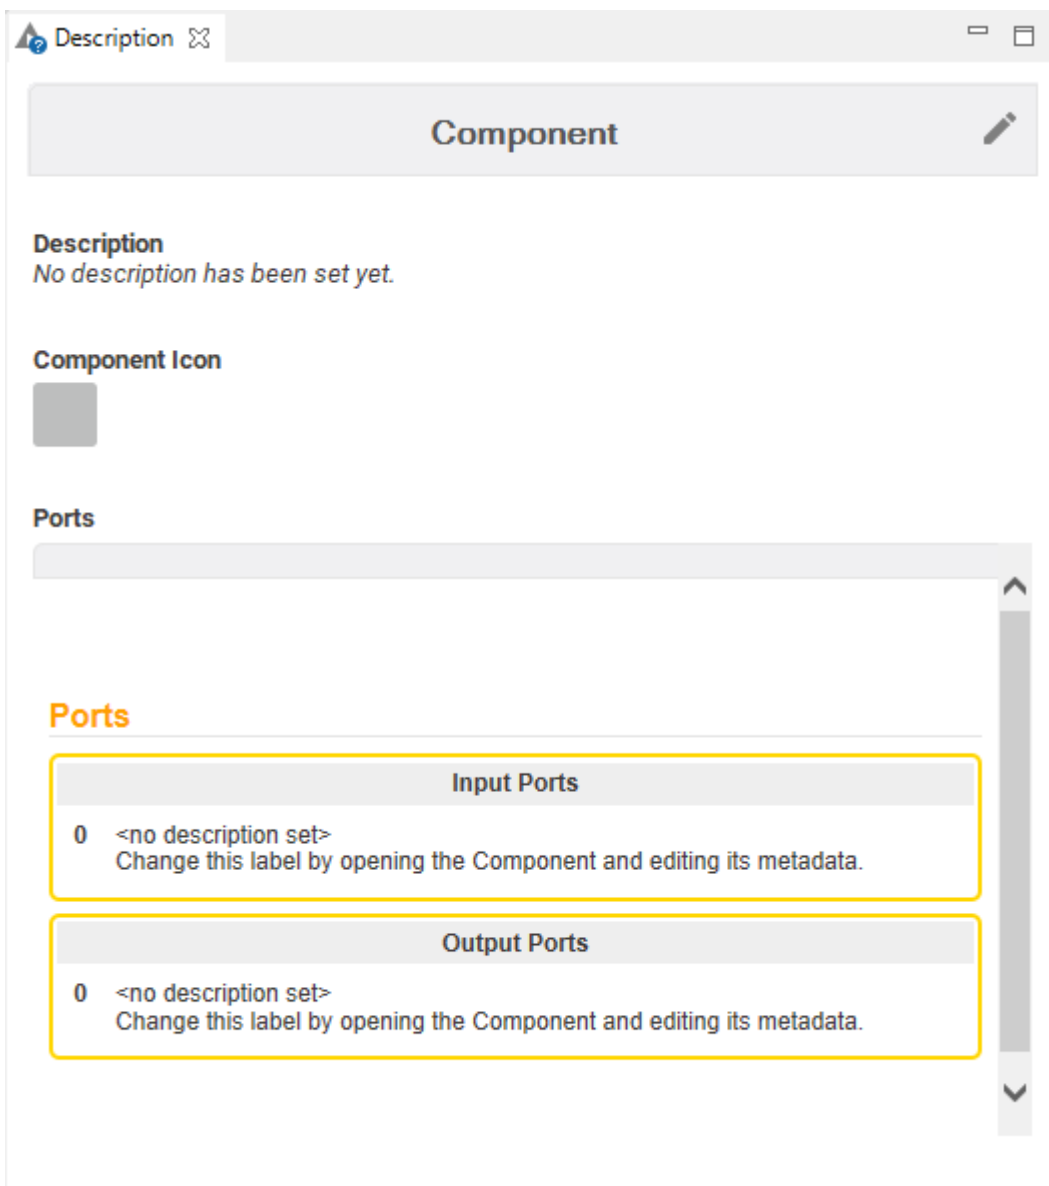 Description
Component
Description
No description has been set yet.
Component Icon
Ports
Ports
Input Ports
0 <no description set>
Change this label by opening the Component and editing its metadata.
Output Ports
0 <no description set>
Change this label by opening the Component and editing its metadata.